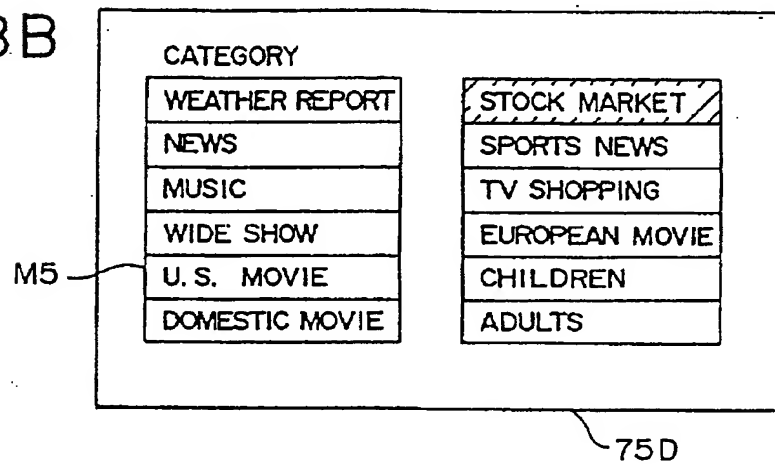 8B
CATEGORY
WEATHER REPORT
NEWS
MUSIC
WIDE SHOW
U.S. MOVIE
DOMESTIC MOVIE
STOCK MARKET
SPORTS NEWS
TV SHOPPING
EUROPEAN MOVIE
CHILDREN
ADULTS
M5
75D